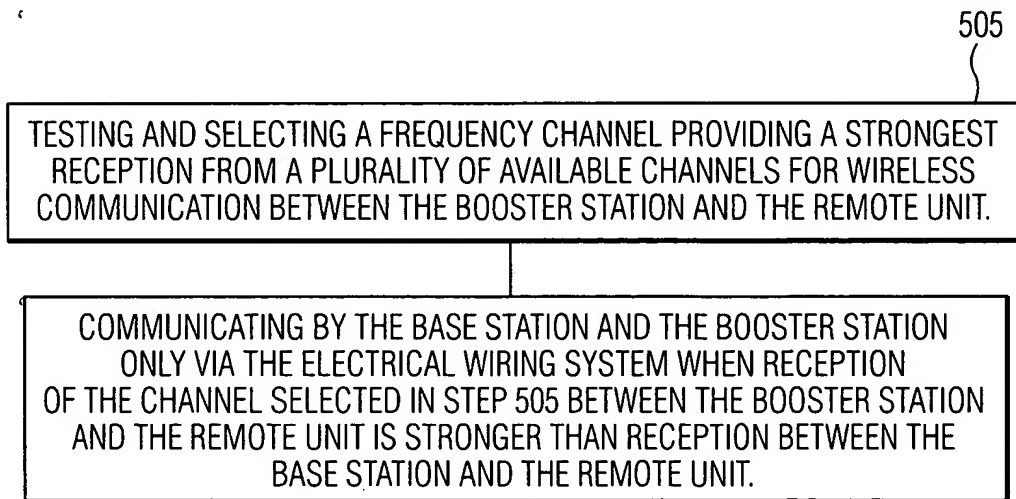 505
TESTING AND SELECTING A FREQUENCY CHANNEL PROVIDING A STRONGEST
RECEPTION FROM A PLURALITY OF AVAILABLE CHANNELS FOR WIRELESS
COMMUNICATION BETWEEN THE BOOSTER STATION AND THE REMOTE UNIT.
COMMUNICATING BY THE BASE STATION AND THE BOOSTER STATION
ONLY VIA THE ELECTRICAL WIRING SYSTEM WHEN RECEPTION
OF THE CHANNEL SELECTED IN STEP 505 BETWEEN THE BOOSTER STATION
AND THE REMOTE UNIT IS STRONGER THAN RECEPTION BETWEEN THE
BASE STATION AND THE REMOTE UNIT.